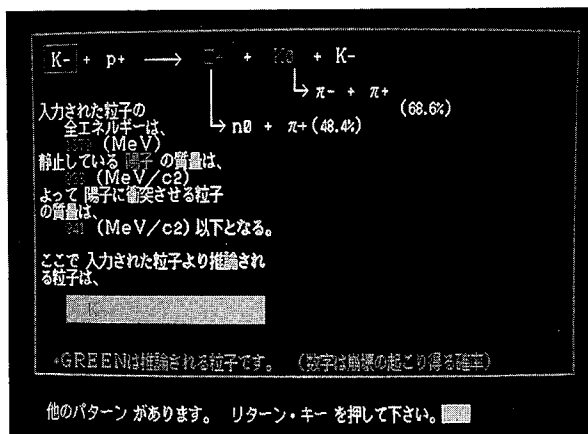 K- + p+ → + + K-
π- + π+
(68.6%)
n0 + π+(48.4%)
入力された粒子の
全エネルギーは、
(MeV)
静止している 陽子 の質量は、
(MeV/c2)
よって 陽子に衝突させる粒子
の質量は、
(MeV/c2) 以下となる。
ここで 入力された粒子より推論され
る粒子は、
K-
*GREENは推論される粒子です。 (数字は崩壊の起こり得る確率)
他のパターン があります。 リターン・キー を押して下さい。